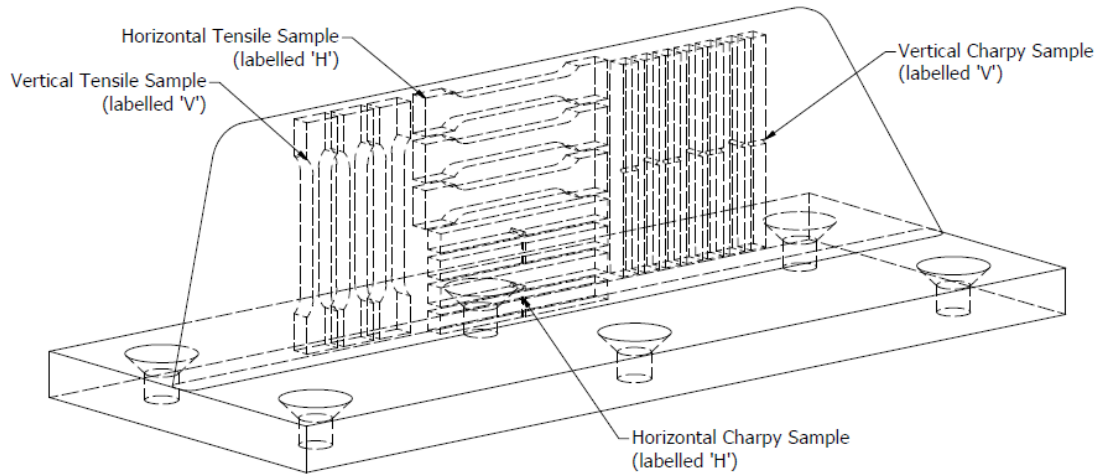 Horizontal Tensile Sample
(labelled 'H')
Vertical Tensile Sample
(labelled 'V')
Vertical Charpy Sample
(labelled 'V')
Horizontal Charpy Sample
(labelled 'H')